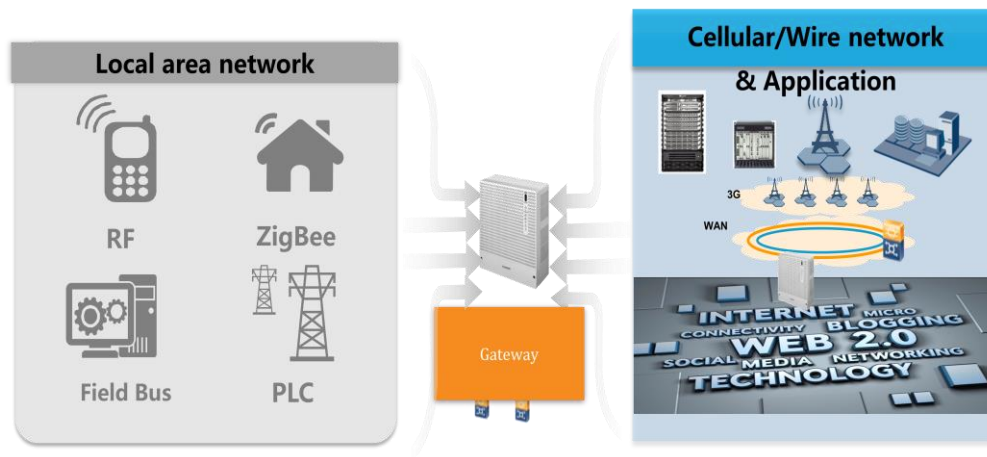 Local area network
RF
ZigBee
Field Bus
PLC
Gateway
Cellular/Wire network
& Application
3G
WAN
INTERNET MICRO
CONNECTIVITY BLOGGING
WEB 2.0
SOCIAL MEDIA NETWORKING
TECHNOLOGY